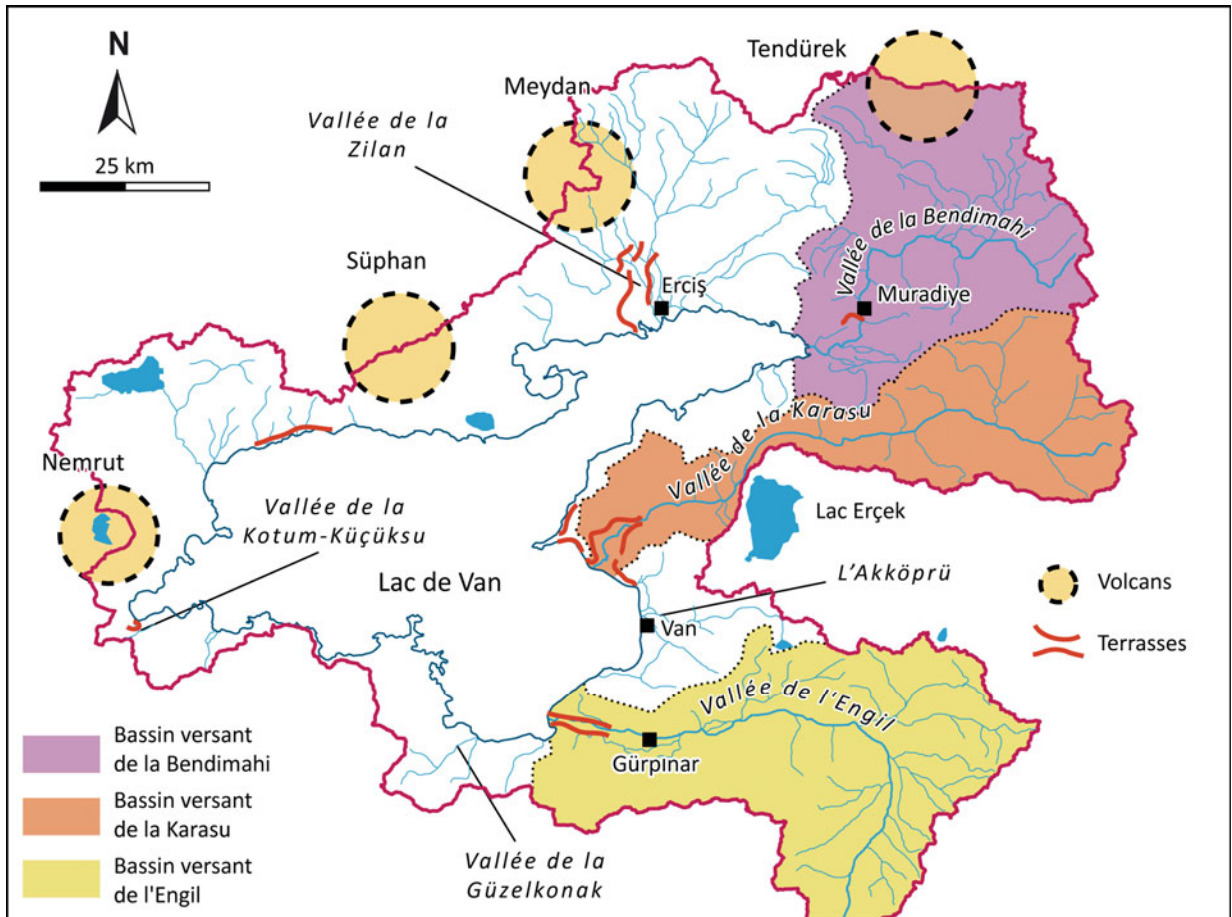 N
25 km
Tendürek
Meydan
Vallée de la
Zilan
Süphan
Erciş
Vallée de la Bendimahi
Muradiye
Vallée de la Karasu
Nemrut
Vallée de la
Kotum-Küçüksu
Lac Erçek
Lac de Van
L'Akköprü
Van
Volcans
Terrasses
Vallée de l'Engil
Gürpınar
Vallée de la
Güzelkonak
Bassin versant
de la Bendimahi
Bassin versant
de la Karasu
Bassin versant
de l'Engil